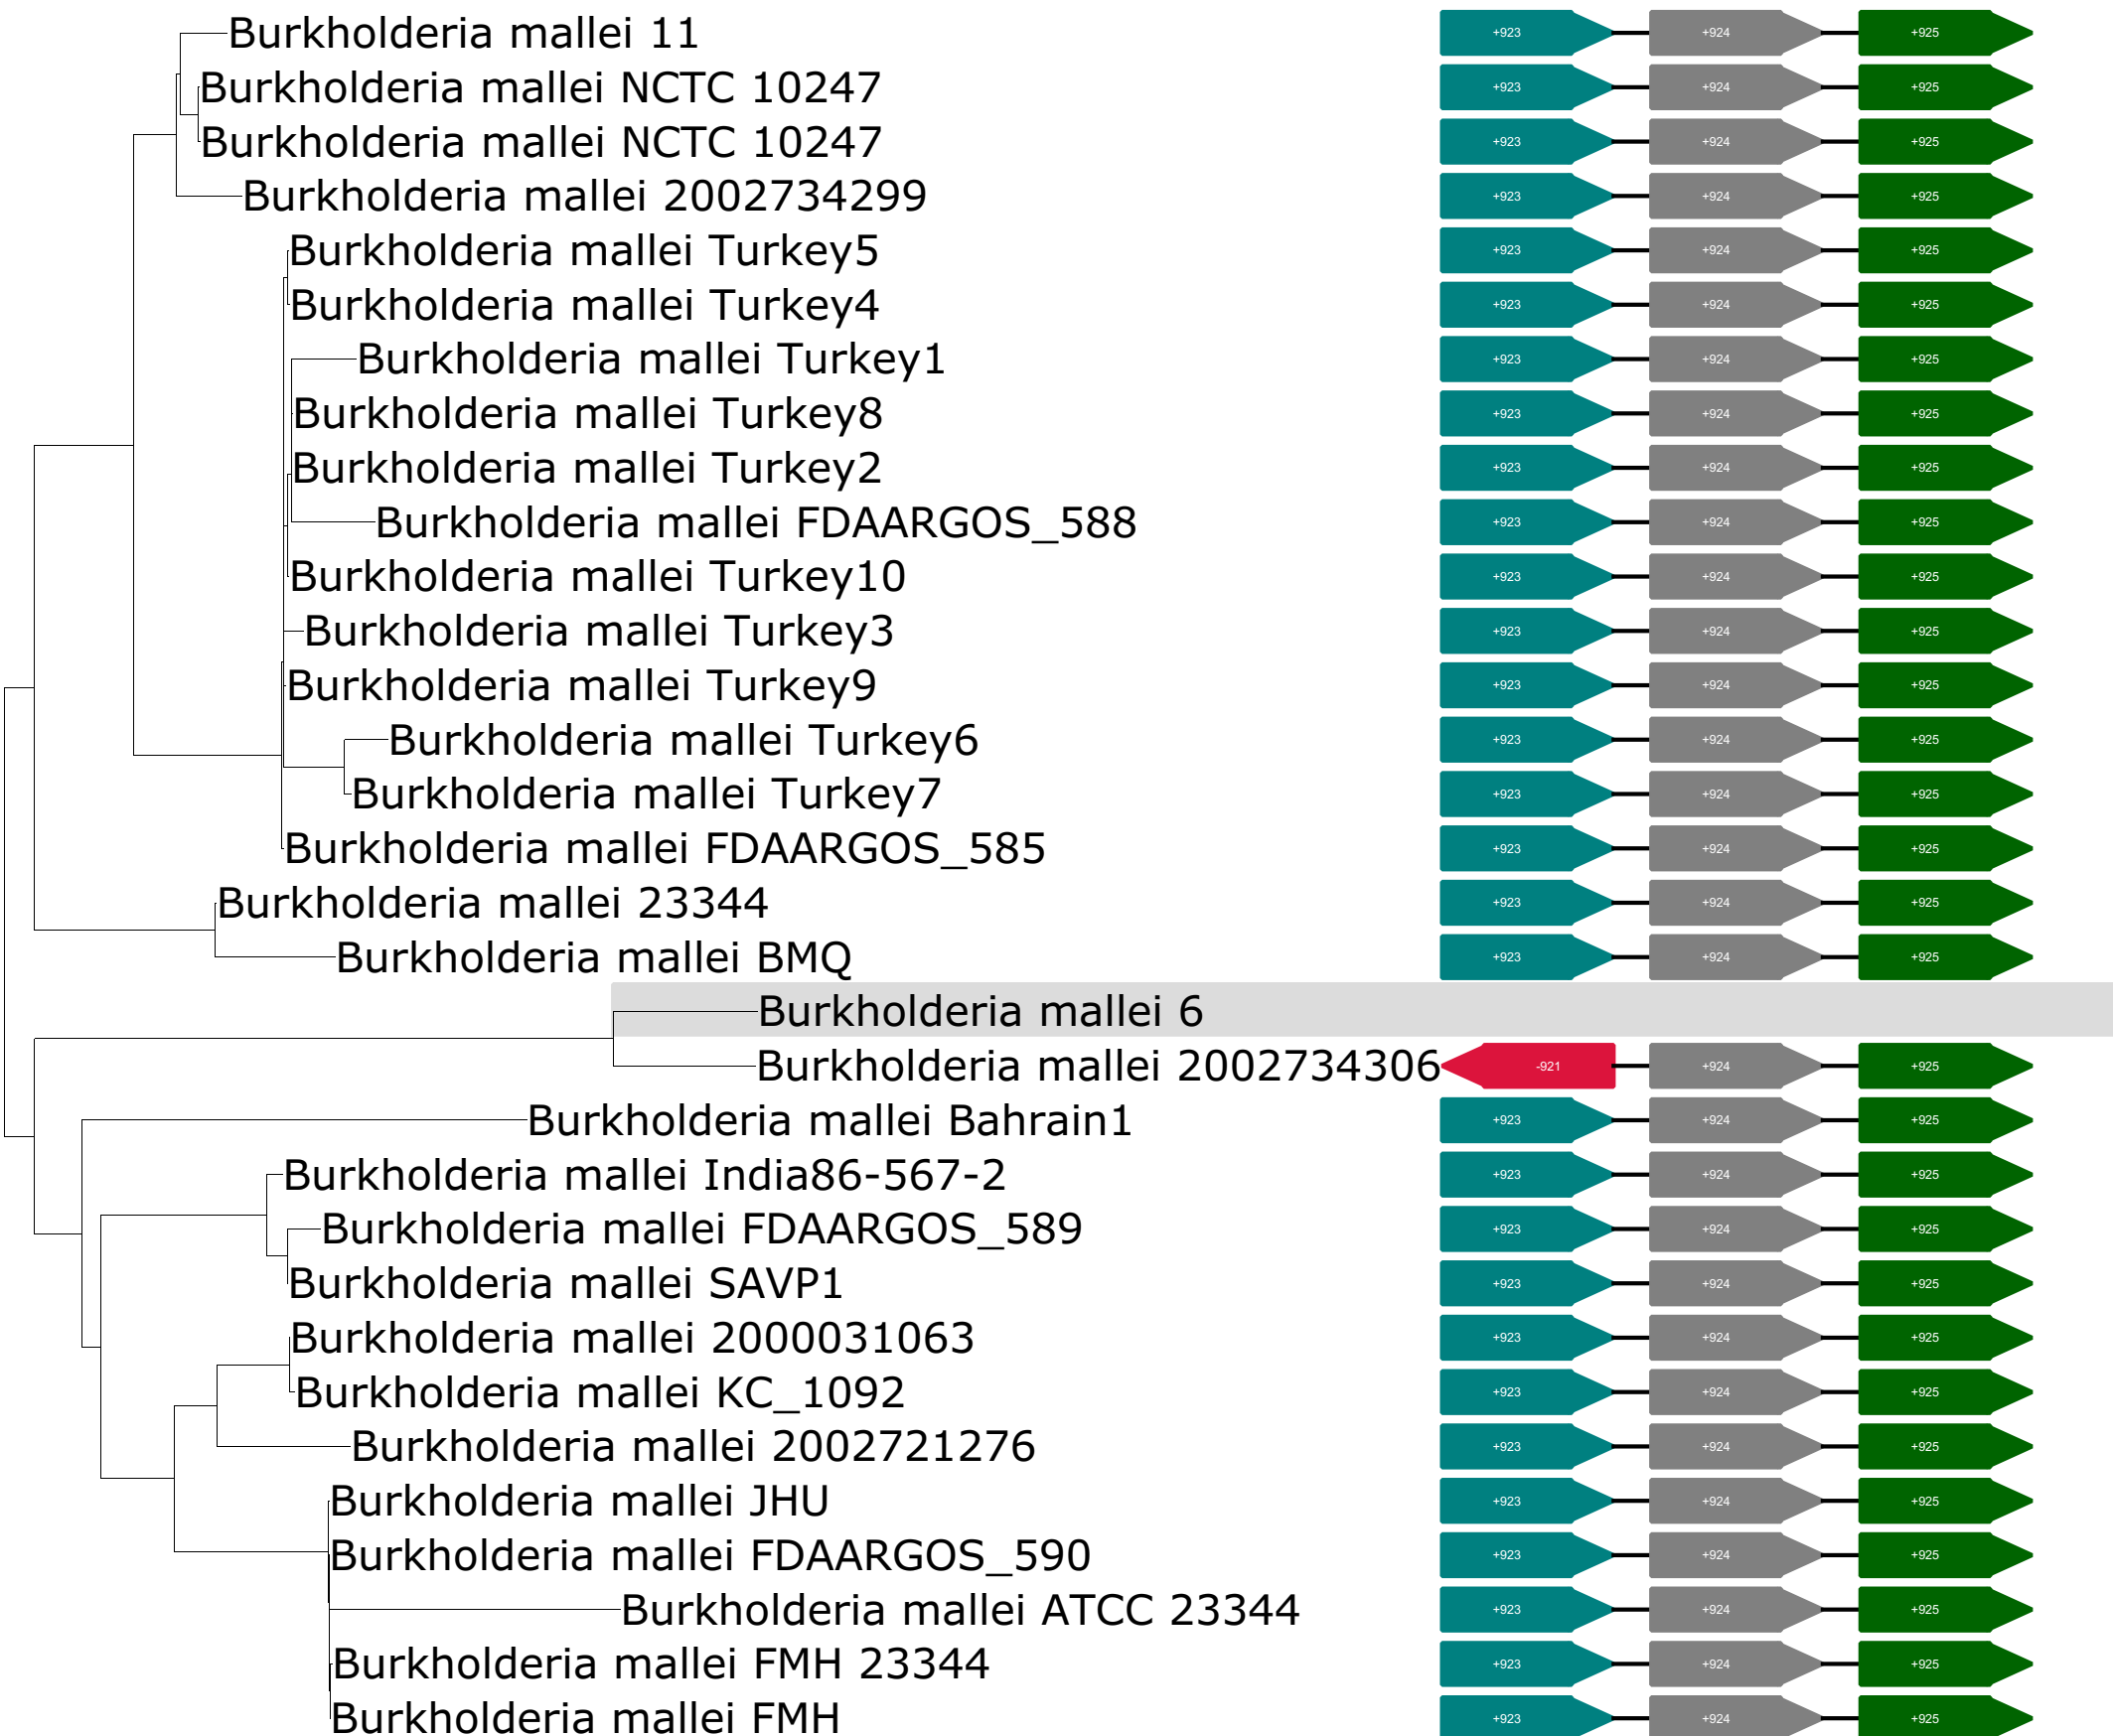 Burkholderia mallei 11 +923 +924 +925
Burkholderia mallei NCTC 10247 +923 +924 +925
Burkholderia mallei NCTC 10247 +923 +924 +925
Burkholderia mallei 2002734299 +923 +924 +925
Burkholderia mallei Turkey5 +923 +924 +925
Burkholderia mallei Turkey4 +923 +924 +925
Burkholderia mallei Turkey1 +923 +924 +925
Burkholderia mallei Turkey8 +923 +924 +925
Burkholderia mallei Turkey2 +923 +924 +925
Burkholderia mallei FDAARGOS_588 +923 +924 +925
Burkholderia mallei Turkey10 +923 +924 +925
Burkholderia mallei Turkey3 +923 +924 +925
Burkholderia mallei Turkey9 +923 +924 +925
Burkholderia mallei Turkey6 +923 +924 +925
Burkholderia mallei Turkey7 +923 +924 +925
Burkholderia mallei FDAARGOS_585 +923 +924 +925
Burkholderia mallei 23344 +923 +924 +925
Burkholderia mallei BMQ +923 +924 +925
Burkholderia mallei 6
Burkholderia mallei 2002734306 -921 +924 +925
Burkholderia mallei Bahrain1 +923 +924 +925
Burkholderia mallei India86-567-2 +923 +924 +925
Burkholderia mallei FDAARGOS_589 +923 +924 +925
Burkholderia mallei SAVP1 +923 +924 +925
Burkholderia mallei 2000031063 +923 +924 +925
Burkholderia mallei KC_1092 +923 +924 +925
Burkholderia mallei 2002721276 +923 +924 +925
Burkholderia mallei JHU +923 +924 +925
Burkholderia mallei FDAARGOS_590 +923 +924 +925
Burkholderia mallei ATCC 23344 +923 +924 +925
Burkholderia mallei FMH 23344 +923 +924 +925
Burkholderia mallei FMH +923 +924 +925